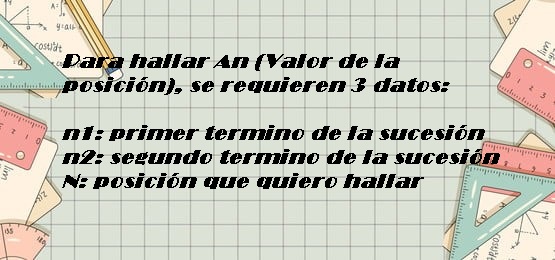 Para hallar An (Valor de la
posición), se requieren 3 datos:
n1: primer termino de la sucesión
n2: segundo termino de la sucesión
N: posición que quiero hallar